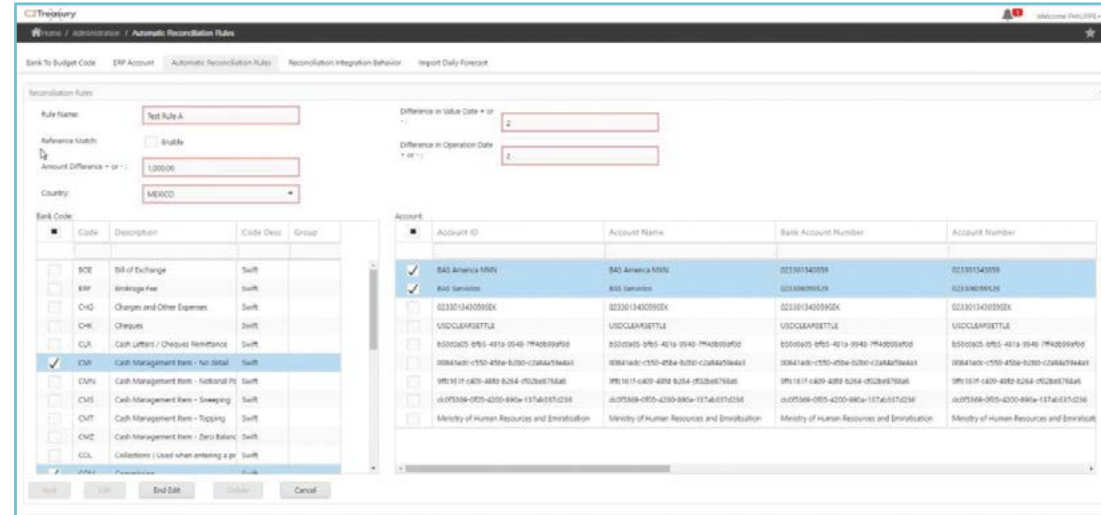 C2Treasury
Welcome PHILIPPE
Home / Administration / Automatic Reconciliation Rules
Bank To Budget Code ERP Account Automatic Reconciliation Rules Reconciliation Integration Behavior Import Daily Forecast
Reconciliation Rules
Rule Name: Test Rule A
Difference in Value Date + or - : 2
Reference Match: Enable
Difference in Operation Date + or - : 2
Amount Difference + or - : 1,000.00
Country: MEXICO
Bank Code:
Code Description Code Desc Group
BOE Bill of Exchange Swift
BRF Brokerage Fee Swift
CHG Charges and Other Expenses Swift
CHK Cheques Swift
CLR Cash Letters / Cheques Remittance Swift
CMI Cash Management Item - No detail Swift
CMN Cash Management Item - Notional Po Swift
CMS Cash Management Item - Sweeping Swift
CMT Cash Management Item - Topping Swift
CMZ Cash Management Item - Zero Balanc Swift
COL Collections ( Used when entering a pr Swift
COM Commission Swift
Account:
Account ID Account Name Bank Account Number Account Number
BAS America MXN BAS America MXN
BAS Servicios BAS Servicios
USDCLEARSETTLE USDCLEARSETTLE USDCLEARSETTLE USDCLEARSETTLE
Ministry of Human Resources and Emiratisation Ministry of Human Resources and Emiratisation Ministry of Human Resources and Emiratisation Ministry of Human Resources and Emiratisat
Add Edit End Edit Delete Cancel